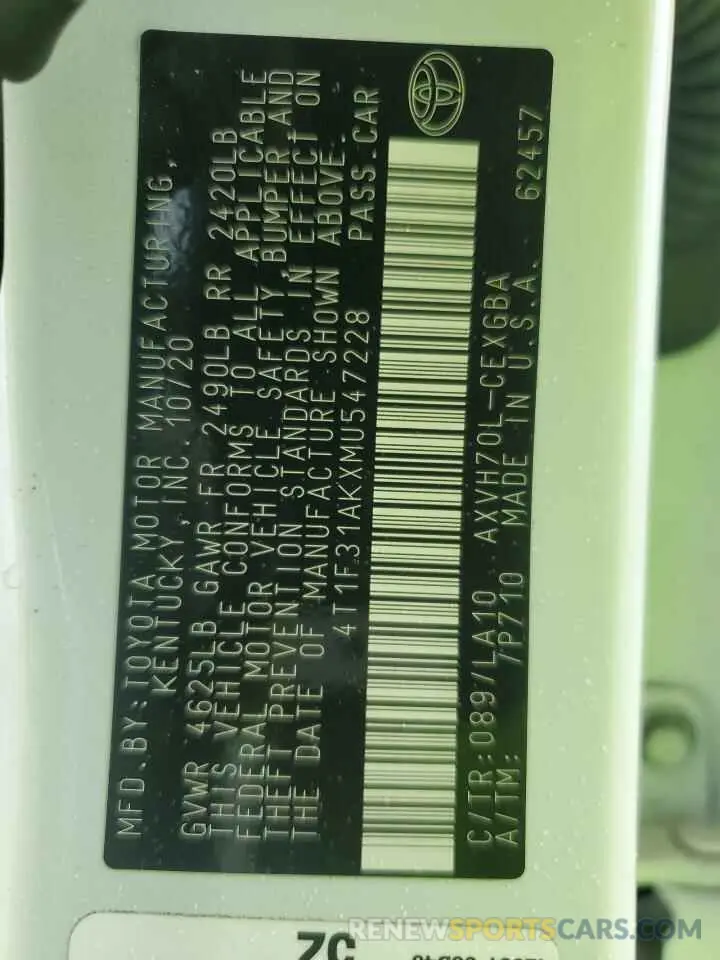 MFD.BY:TOYOTA MOTOR MANUFACTURING,
KENTUCKY,INC. 10/20
GVWR 4625LB GAWR FR 2490LB RR 2420LB
THIS VEHICLE CONFORMS TO ALL APPLICABLE
FEDERAL MOTOR VEHICLE SAFETY,BUMPER,AND
THEFT PREVENTION STANDARDS IN EFFECT ON
THE DATE OF MANUFACTURE SHOWN ABOVE.
4T1F31AKXMU547228 PASS.CAR
C/TR:089/LA10 AXVH70L-CEXGBA
A/TM: 7P710 MADE IN U.S.A. 62457
RENEWSPORTSCARS.COM